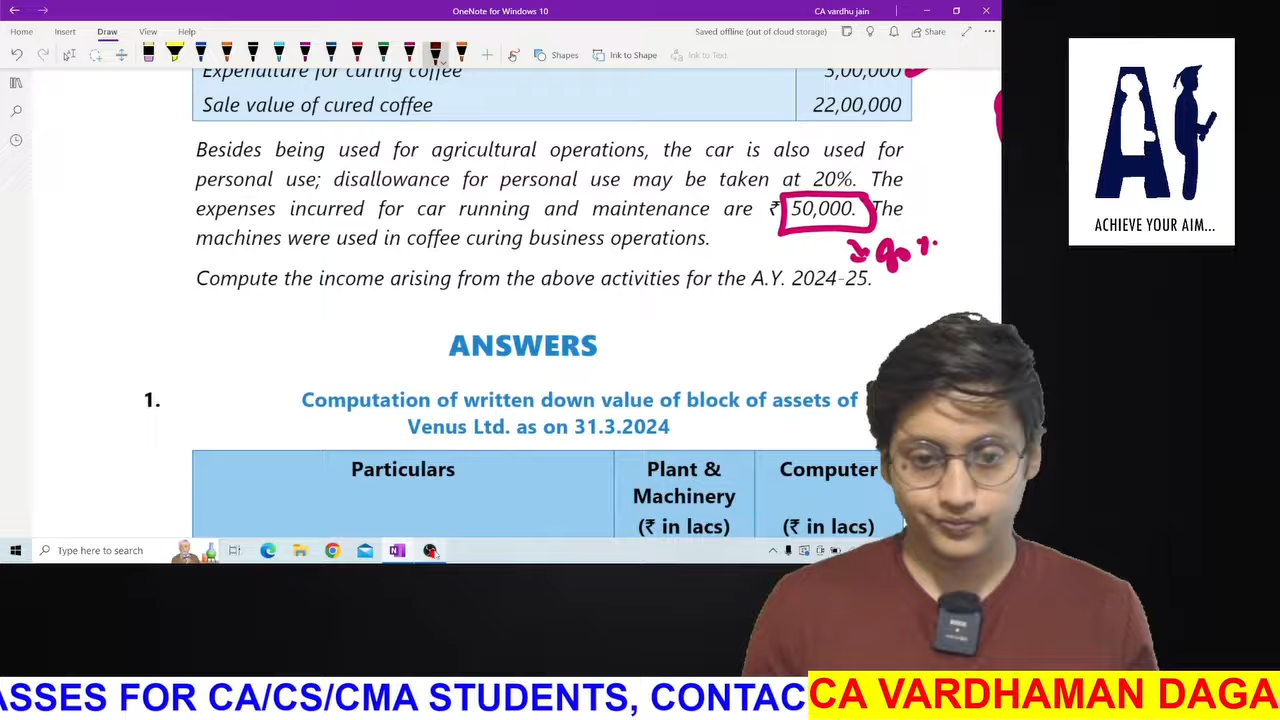 OneNote for Windows 10
CA vardhu jain
Home Insert Draw View Help
Saved offline (out of cloud storage)
Share
Shapes
Ink to Shape
Ink to Text
Expenditure for curing coffee 3,00,000
Sale value of cured coffee 22,00,000
Besides being used for agricultural operations, the car is also used for
personal use; disallowance for personal use may be taken at 20%. The
expenses incurred for car running and maintenance are ₹ 50,000. The
machines were used in coffee curing business operations.
Compute the income arising from the above activities for the A.Y. 2024-25.
ANSWERS
1. Computation of written down value of block of assets of
Venus Ltd. as on 31.3.2024
Particulars Plant & Machinery (₹ in lacs) Computer (₹ in lacs)
Type here to search
ACHIEVE YOUR AIM...
ASSES FOR CA/CS/CMA STUDENTS, CONTAC
CA VARDHAMAN DAGA